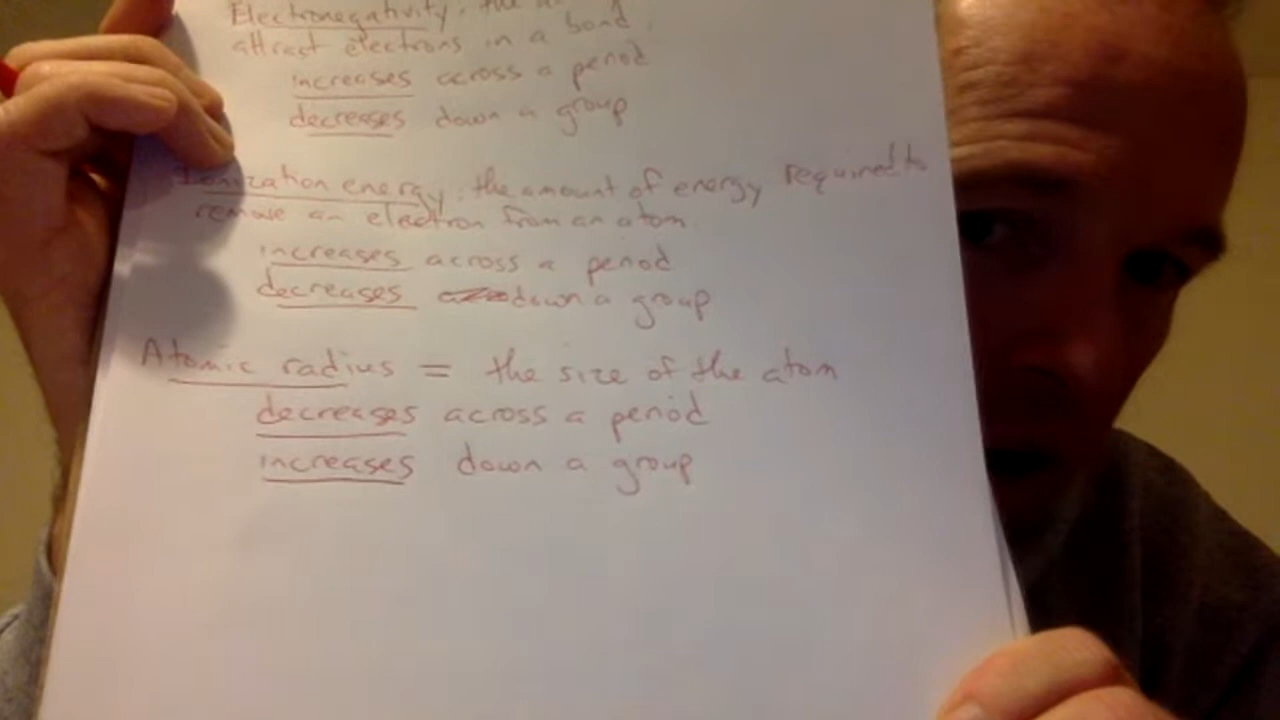 Electronegativity: the
attract electrons in a bond.
increases across a period
decreases down a group
Ionization energy: the amount of energy required to
remove an electron from an atom
increases across a period
decreases down a group
Atomic radius = the size of the atom
decreases across a period
increases down a group